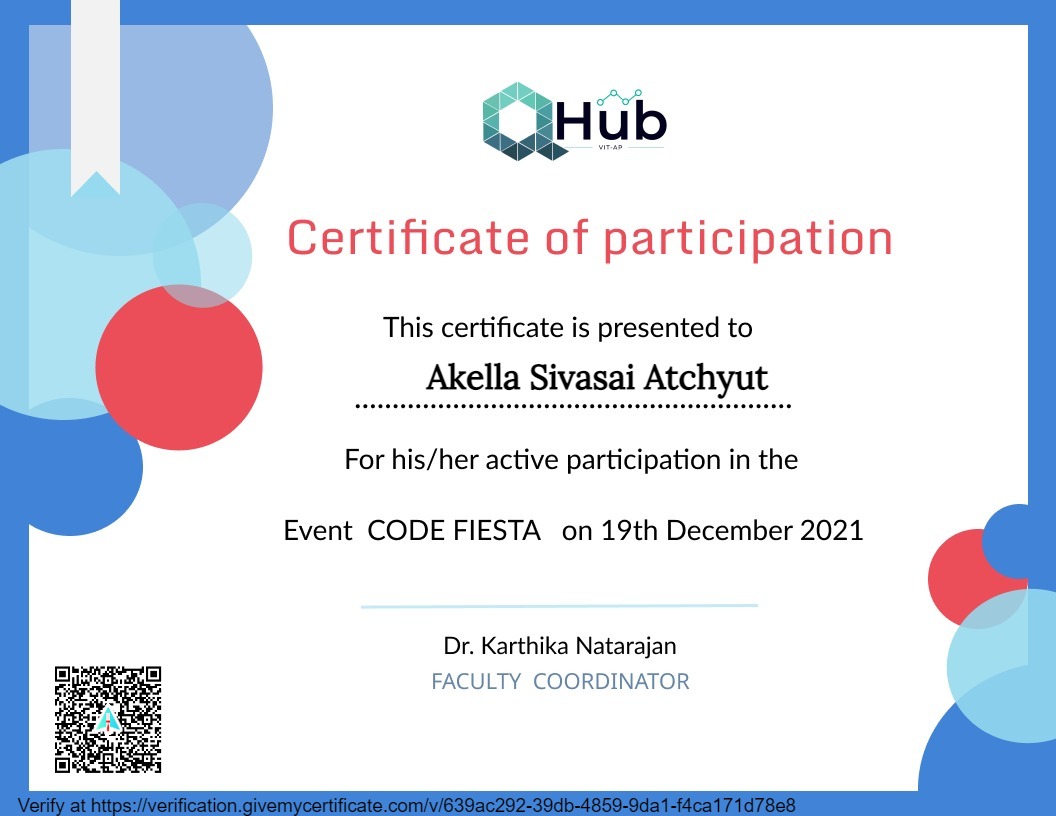 QHub
VIT-AP
Certificate of participation
This certificate is presented to
Akella Sivasai Atchyut
For his/her active participation in the
Event CODE FIESTA on 19th December 2021
Dr. Karthika Natarajan
FACULTY COORDINATOR
Verify at https://verification.givemycertificate.com/v/639ac292-39db-4859-9da1-f4ca171d78e8